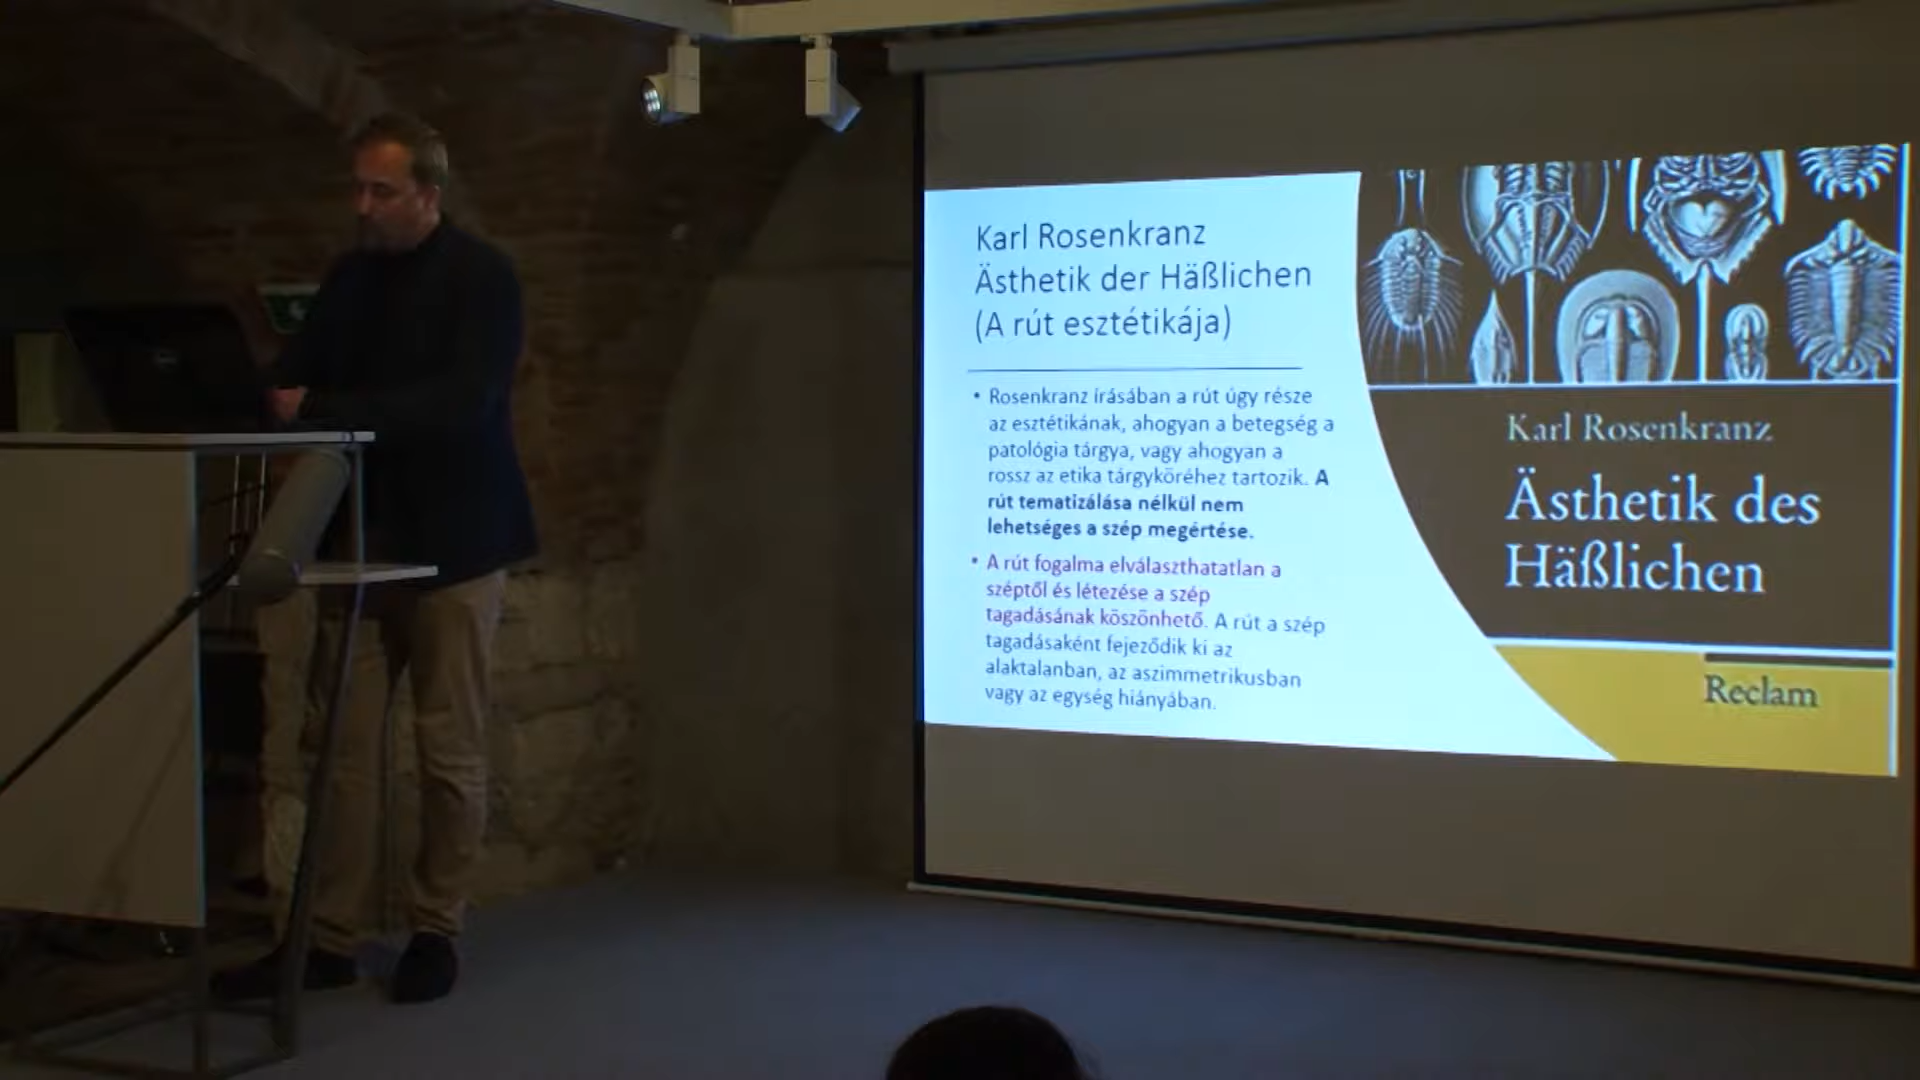 Karl Rosenkranz
Ästhetik der Häßlichen
(A rút esztétikája)
• Rosenkranz írásában a rút úgy része
az esztétikának, ahogyan a betegség a
patológia tárgya, vagy ahogyan a
rossz az etika tárgyköréhez tartozik. A
rút tematizálása nélkül nem
lehetséges a szép megértése.
• A rút fogalma elválaszthatatlan a
széptől és létezése a szép
tagadásának köszönhető. A rút a szép
tagadásaként fejeződik ki az
alaktalanban, az aszimmetrikusban
vagy az egység hiányában.
Karl Rosenkranz
Ästhetik des
Häßlichen
Reclam